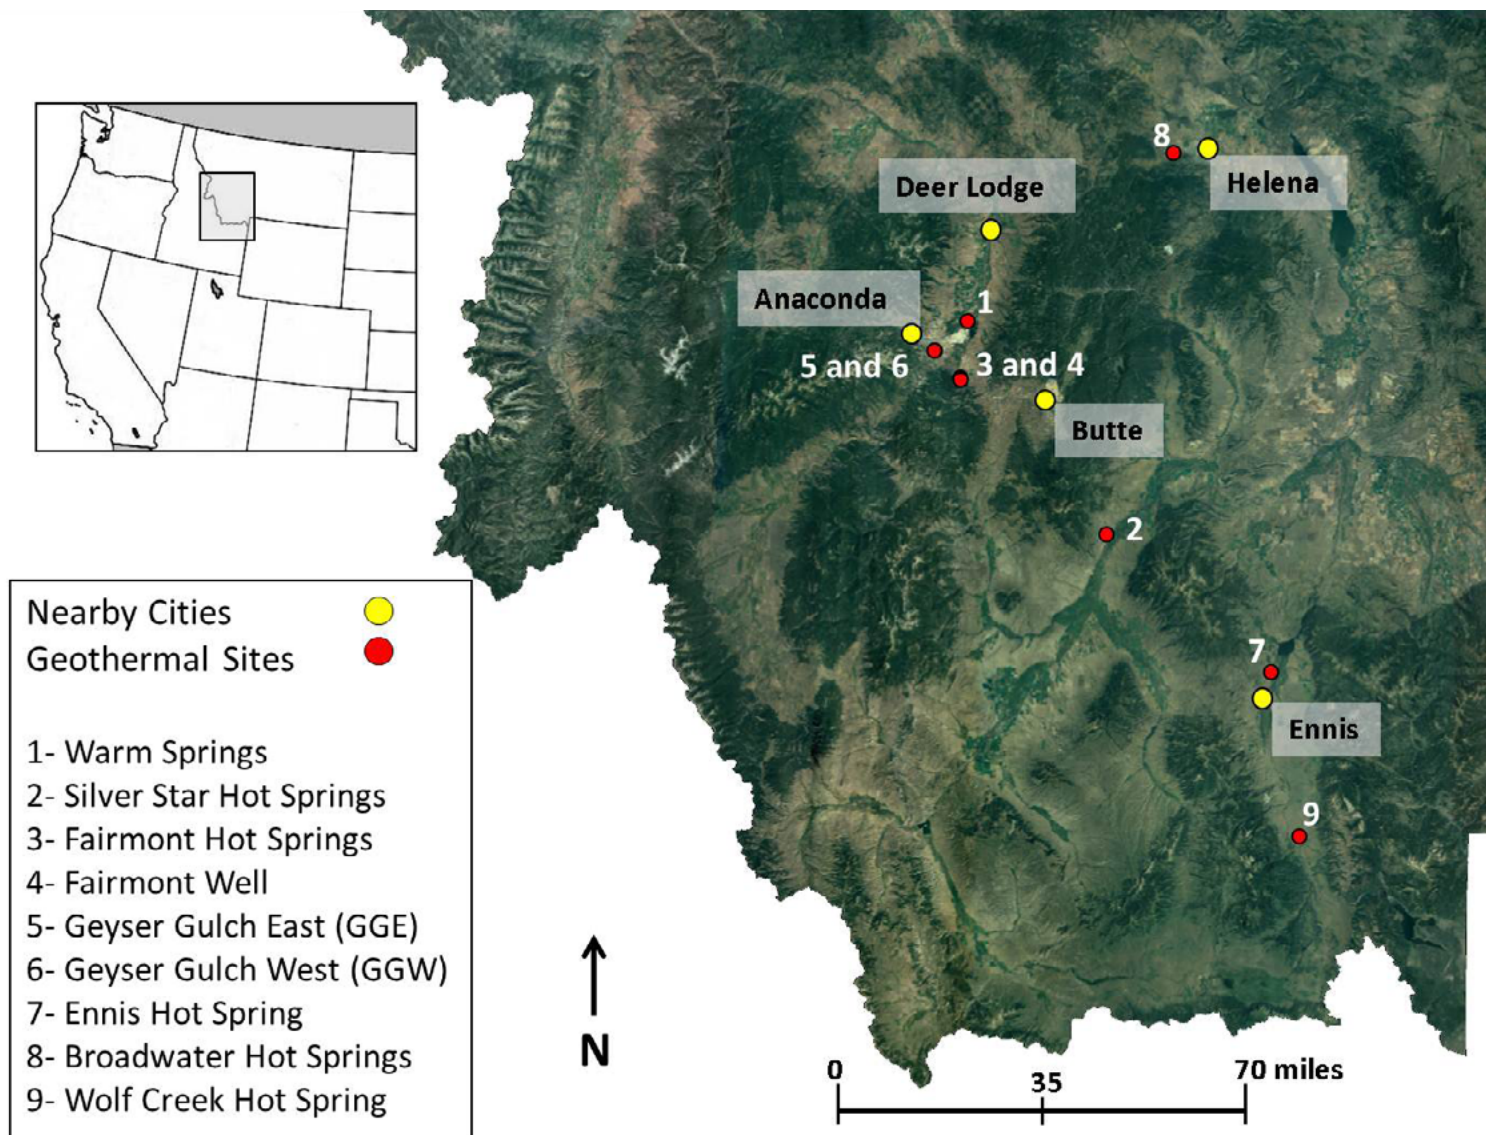 8
Helena
Deer Lodge
Anaconda
1
5 and 6
3 and 4
Butte
2
7
Ennis
9
Nearby Cities
Geothermal Sites
1- Warm Springs
2- Silver Star Hot Springs
3- Fairmont Hot Springs
4- Fairmont Well
5- Geyser Gulch East (GGE)
6- Geyser Gulch West (GGW)
7- Ennis Hot Spring
8- Broadwater Hot Springs
9- Wolf Creek Hot Spring
N
0
35
70 miles